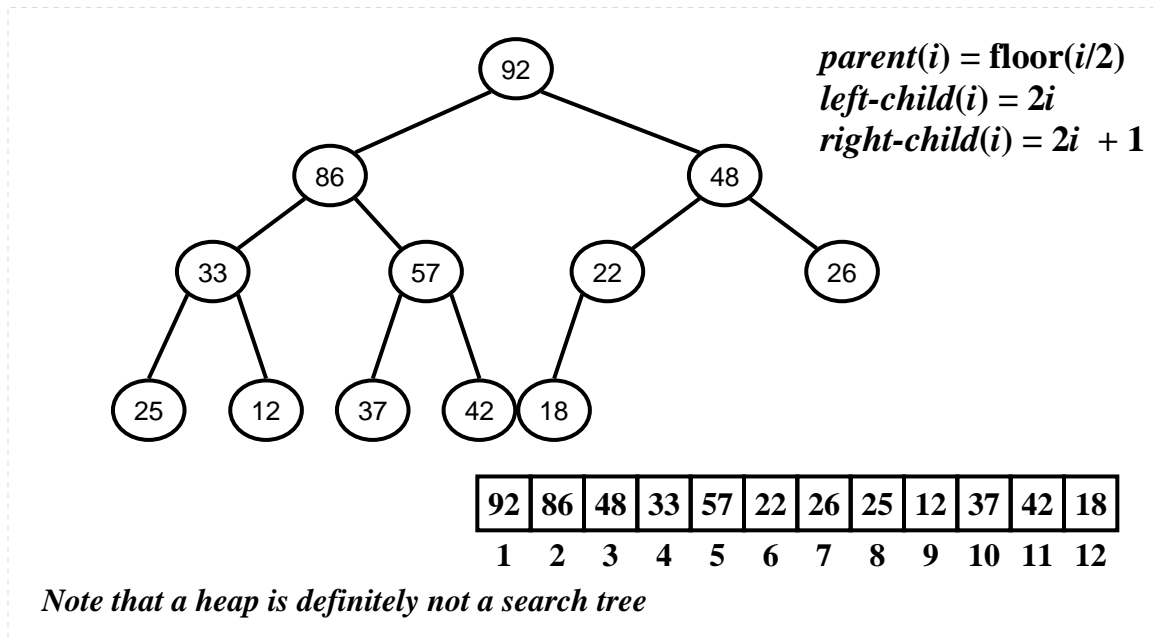 92
parent(i) = floor(i/2)
left-child(i) = 2i
right-child(i) = 2i + 1
86 48
33 57 22 26
25 12 37 42 18
92 86 48 33 57 22 26 25 12 37 42 18
1 2 3 4 5 6 7 8 9 10 11 12
Note that a heap is definitely not a search tree